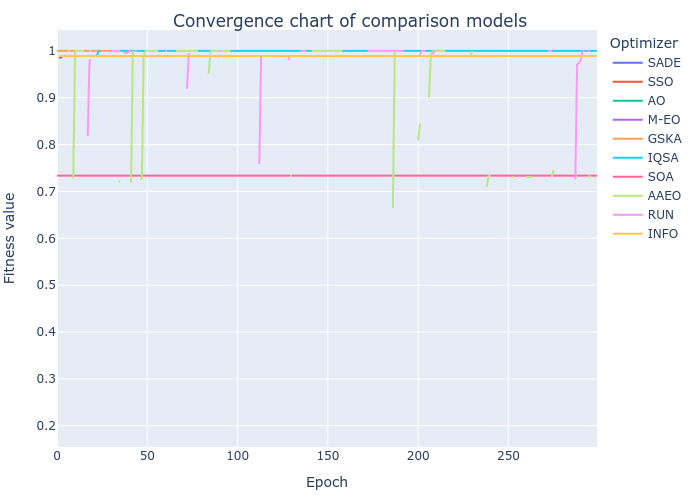 Convergence chart of comparison models
Optimizer
SADE
SSO
AO
M-EO
GSKA
IQSA
SOA
AAEO
RUN
INFO
Fitness value
1
0.9
0.8
0.7
0.6
0.5
0.4
0.3
0.2
0
50
100
150
200
250
Epoch